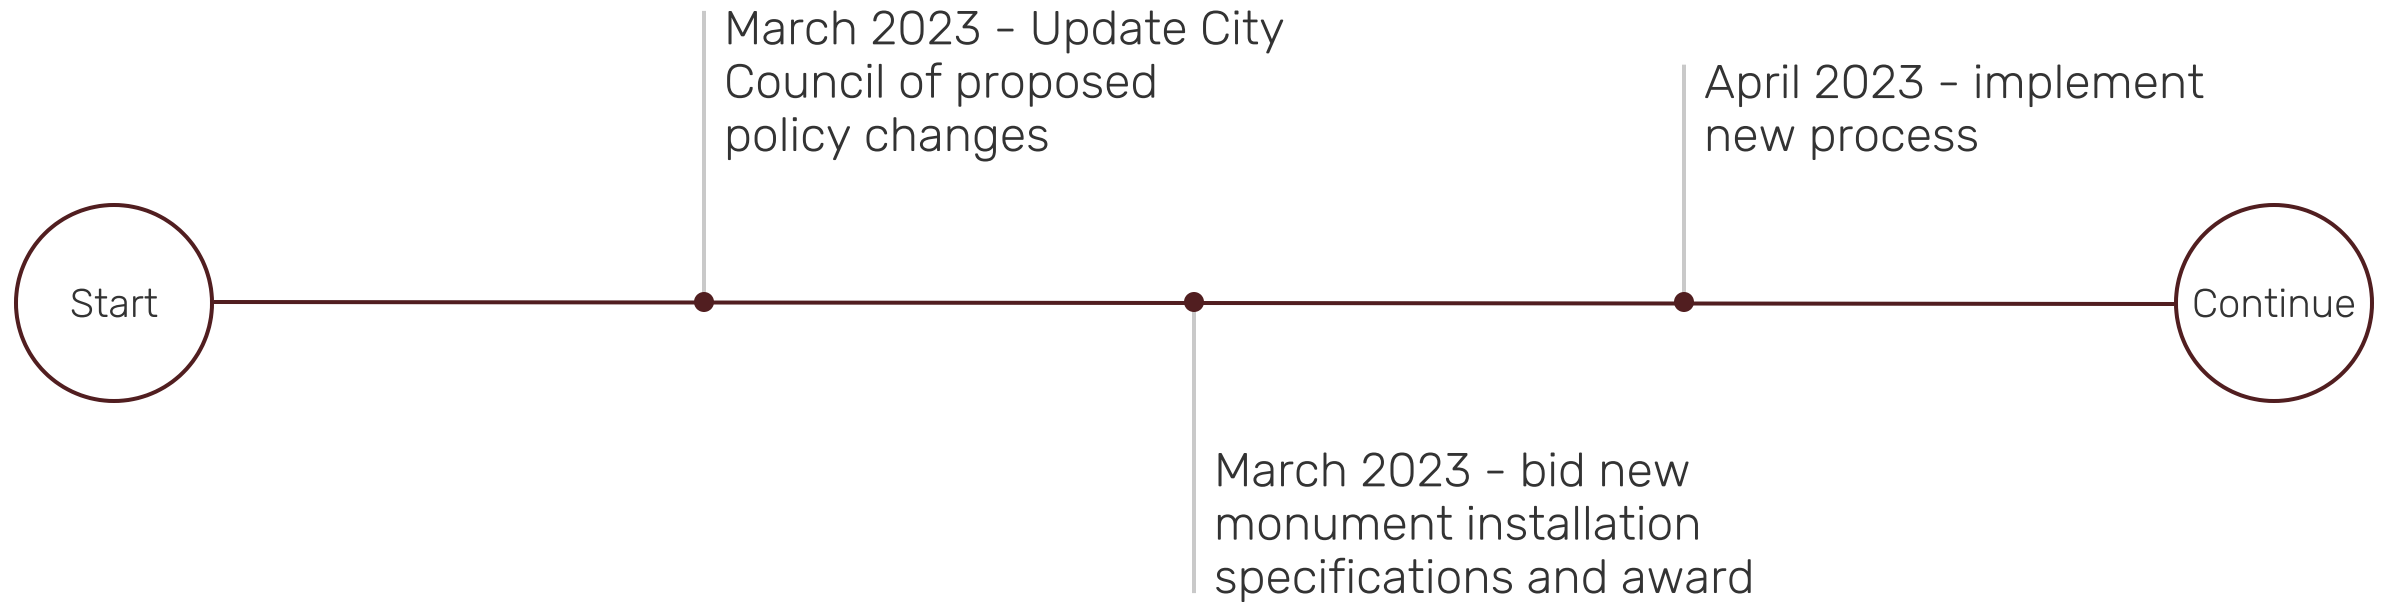 Start
March 2023 - Update City
Council of proposed
policy changes
March 2023 - bid new
monument installation
specifications and award
April 2023 - implement
new process
Continue